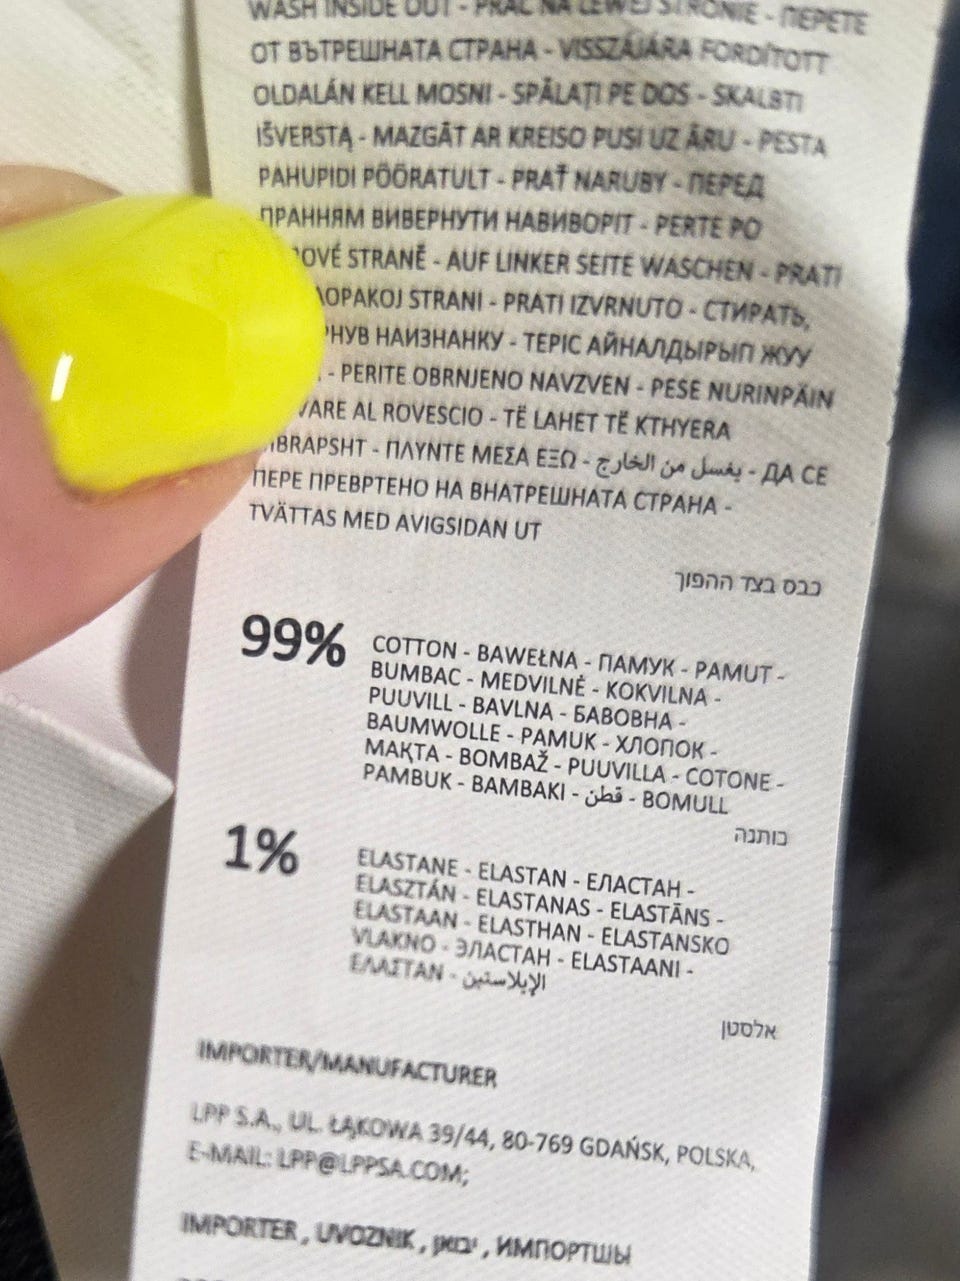 WASH INSIDE OUT - PRAĆ NA LEWEJ STRONIE - ПЕРЕТЕ
ОТ ВЪТРЕШНАТА СТРАНА - VISSZÁJÁRA FORDÍTOTT
OLDALÁN KELL MOSNI - SPĂLAȚI PE DOS - SKALBTI
IŠVERSTĄ - MAZGĀT AR KREISO PUSI UZ ĀRU - PESTA
PAHUPIDI PÖÖRATULT - PRAŤ NARUBY - ПЕРЕД
ПРАННЯМ ВИВЕРНУТИ НАВИВОРІТ - PERTE PO
OVÉ STRANĚ - AUF LINKER SEITE WASCHEN - PRATI
OPAKOJ STRANI - PRATI IZVRNUTO - СТИРАТЬ,
НУВ НАИЗНАНКУ - ТЕРІС АЙНАЛДЫРЫП ЖУУ
- PERITE OBRNJENO NAVZVEN - PESE NURINPÄIN
VARE AL ROVESCIO - TË LAHET TË KTHYERA
MBRAPSHT - ΠΛΥΝΤΕ ΜΕΣΑ ΕΞΩ - يغسل من الخارج - ДА СЕ
ПЕРЕ ПРЕВРТЕНО НА ВНАТРЕШНАТА СТРАНА -
TVÄTTAS MED AVIGSIDAN UT
כבס בצד ההפוך
99% COTTON - BAWEŁNA - ПАМУК - PAMUT -
BUMBAC - MEDVILNĖ - KOKVILNA -
PUUVILL - BAVLNA - БАВОВНА -
BAUMWOLLE - PAMUK - ХЛОПОК -
МАҚТА - BOMBAŽ - PUUVILLA - COTONE -
PAMBUK - BAMBAKI - قطن - BOMULL
כותנה
1% ELASTANE - ELASTAN - ЕЛАСТАН -
ELASZTÁN - ELASTANAS - ELASTĀNS -
ELASTAAN - ELASTHAN - ELASTANSKO
VLAKNO - ЭЛАСТАН - ELASTAANI -
ΕΛΑΣΤΑΝ - الإيلاستين
אלסטן
IMPORTER/MANUFACTURER
LPP S.A., UL. ŁĄKOWA 39/44, 80-769 GDAŃSK, POLSKA,
E-MAIL: LPP@LPPSA.COM;
IMPORTER, UVOZNIK, יבואן, ИМПОРТШЫ